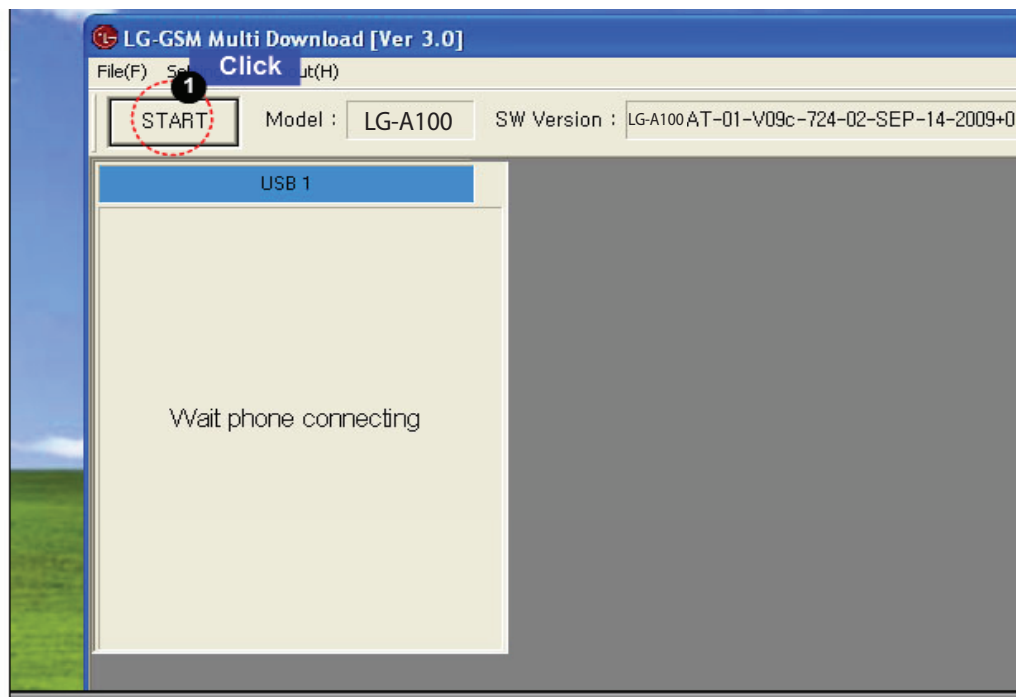 LG-GSM Multi Download [Ver 3.0]
File(F) Se ut(H)
Click
1
START Model : LG-A100 SW Version : LG-A100 AT-01-V09c-724-02-SEP-14-2009+0
USB 1
Wait phone connecting